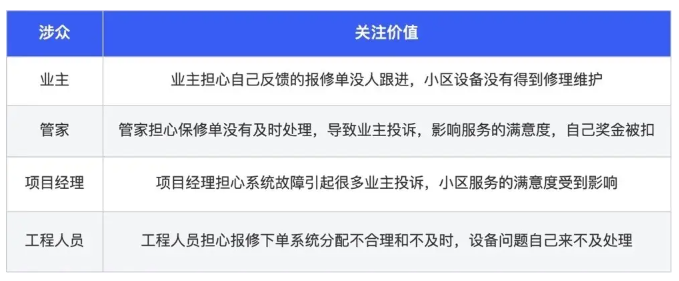 涉众 关注价值
业主 业主担心自己反馈的报修单没人跟进，小区设备没有得到修理维护
管家 管家担心保修单没有及时处理，导致业主投诉，影响服务的满意度，自己奖金被扣
项目经理 项目经理担心系统故障引起很多业主投诉，小区服务的满意度受到影响
工程人员 工程人员担心报修下单系统分配不合理和不及时，设备问题自己来不及处理